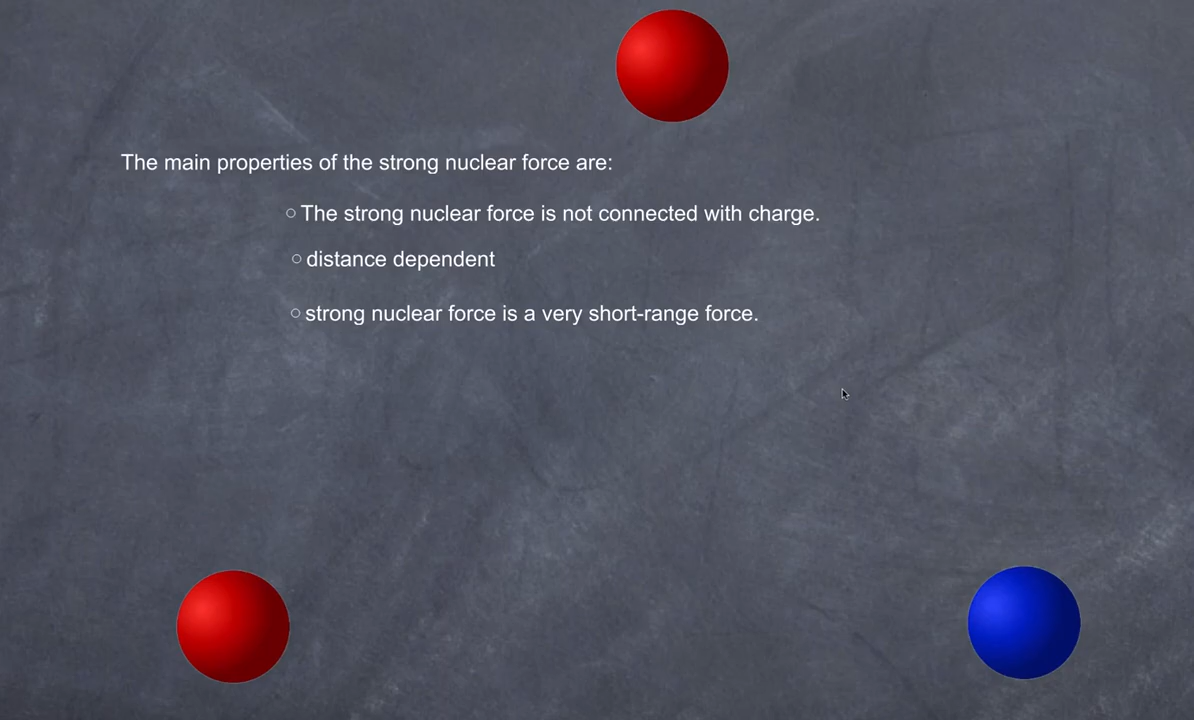 The main properties of the strong nuclear force are:
○ The strong nuclear force is not connected with charge.
○ distance dependent
○ strong nuclear force is a very short-range force.